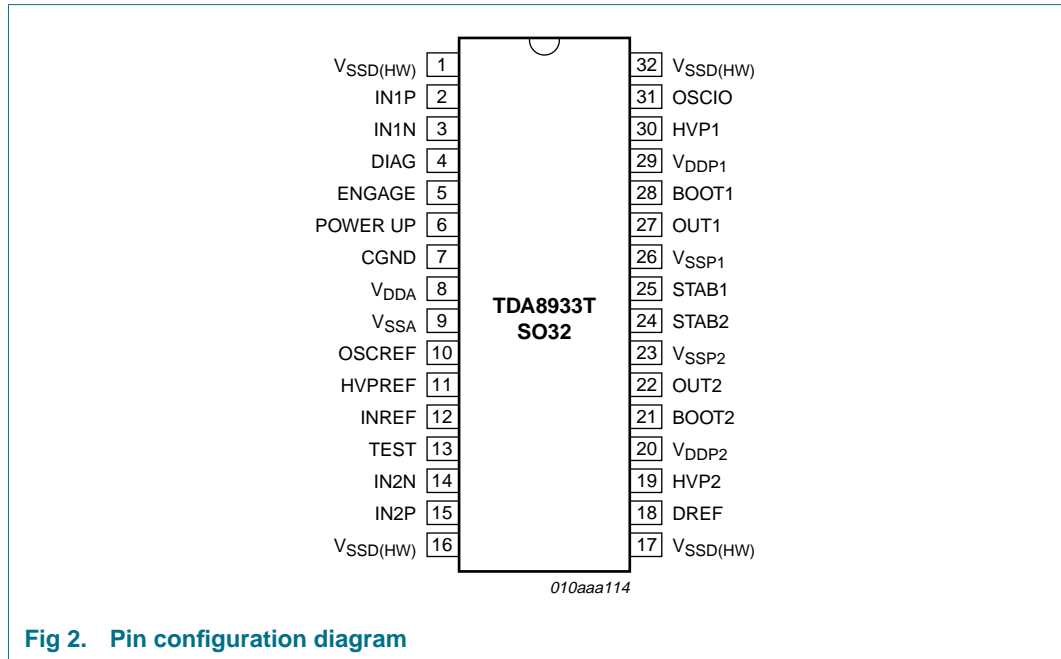 V_SSD(HW) 1 32 V_SSD(HW)
IN1P 2 31 OSCIO
IN1N 3 30 HVP1
DIAG 4 29 V_DDP1
ENGAGE 5 28 BOOT1
POWER UP 6 27 OUT1
CGND 7 26 V_SSP1
V_DDA 8 25 STAB1
TDA8933T
SO32
V_SSA 9 24 STAB2
OSCREF 10 23 V_SSP2
HVPREF 11 22 OUT2
INREF 12 21 BOOT2
TEST 13 20 V_DDP2
IN2N 14 19 HVP2
IN2P 15 18 DREF
V_SSD(HW) 16 17 V_SSD(HW)
010aaa114
Fig 2. Pin configuration diagram